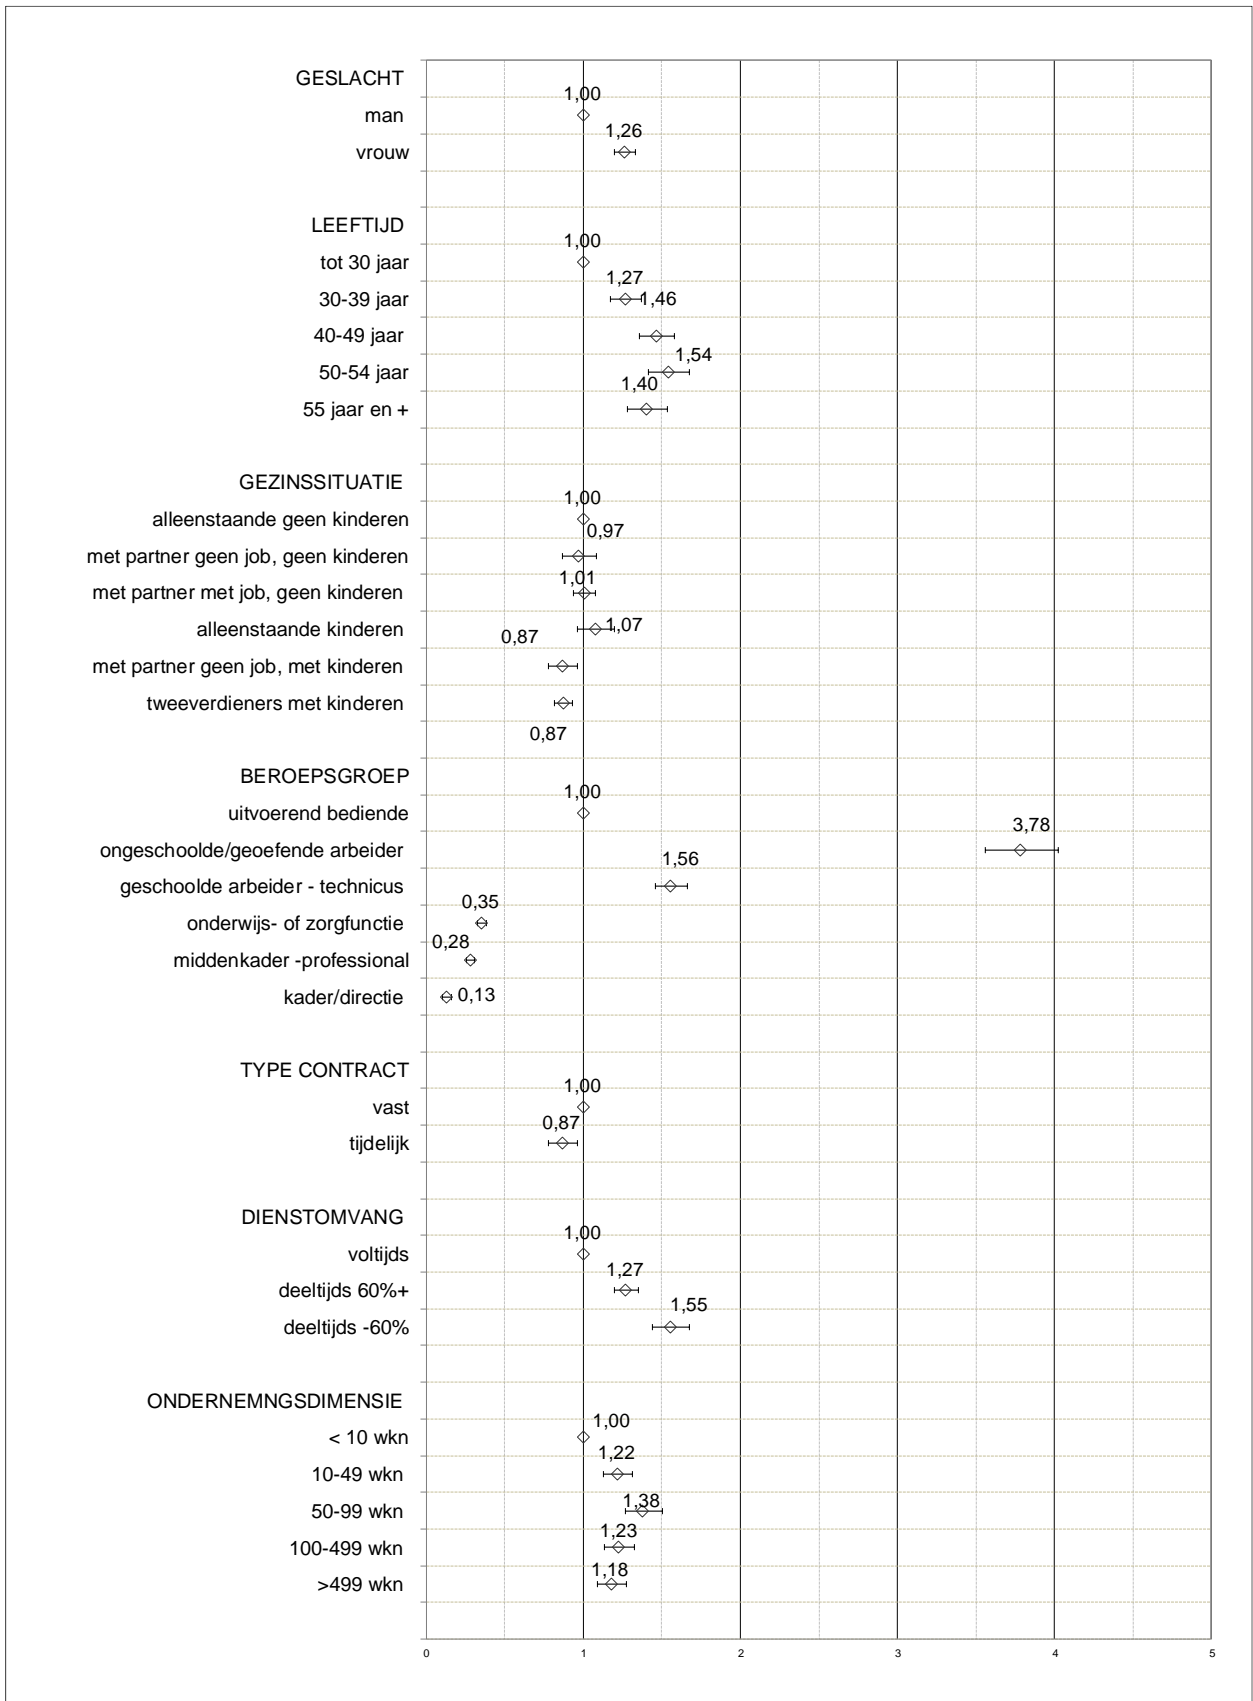 GESLACHT
1,00
man
1,26
vrouw
LEEFTIJD
1,00
tot 30 jaar
1,27
30-39 jaar
1,46
40-49 jaar
1,54
50-54 jaar
1,40
55 jaar en +
GEZINSSITUATIE
1,00
alleenstaande geen kinderen
0,97
met partner geen job, geen kinderen
1,01
met partner met job, geen kinderen
alleenstaande kinderen
1,07
0,87
met partner geen job, met kinderen
tweeverdieners met kinderen
0,87
BEROEPSGROEP
1,00
uitvoerend bediende
3,78
ongeschoolde/geoefende arbeider
1,56
geschoolde arbeider - technicus
0,35
onderwijs- of zorgfunctie
0,28
middenkader -professional
kader/directie
0,13
TYPE CONTRACT
1,00
vast
0,87
tijdelijk
DIENSTOMVANG
1,00
voltijds
1,27
deeltijds 60%+
1,55
deeltijds -60%
ONDERNEMNGSDIMENSIE
1,00
< 10 wkn
1,22
10-49 wkn
1,38
50-99 wkn
1,23
100-499 wkn
1,18
>499 wkn
0 1 2 3 4 5